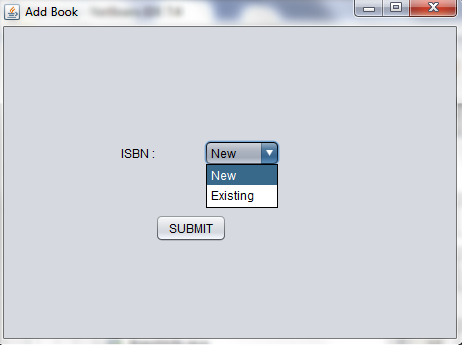 Add Book
ISBN :
New
New
Existing
SUBMIT